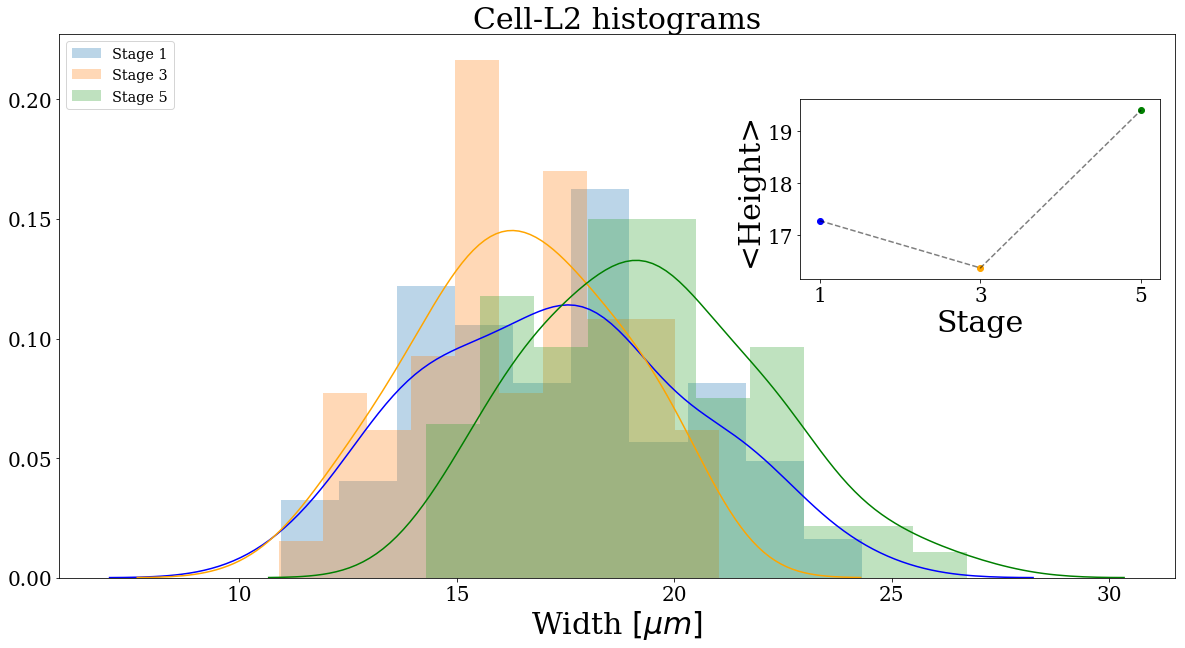 Cell-L2 histograms
Stage 1
Stage 3
Stage 5
0.20
0.15
0.10
0.05
0.00
10 15 20 25 30
Width [μm]
<Height>
19
18
17
1 3 5
Stage